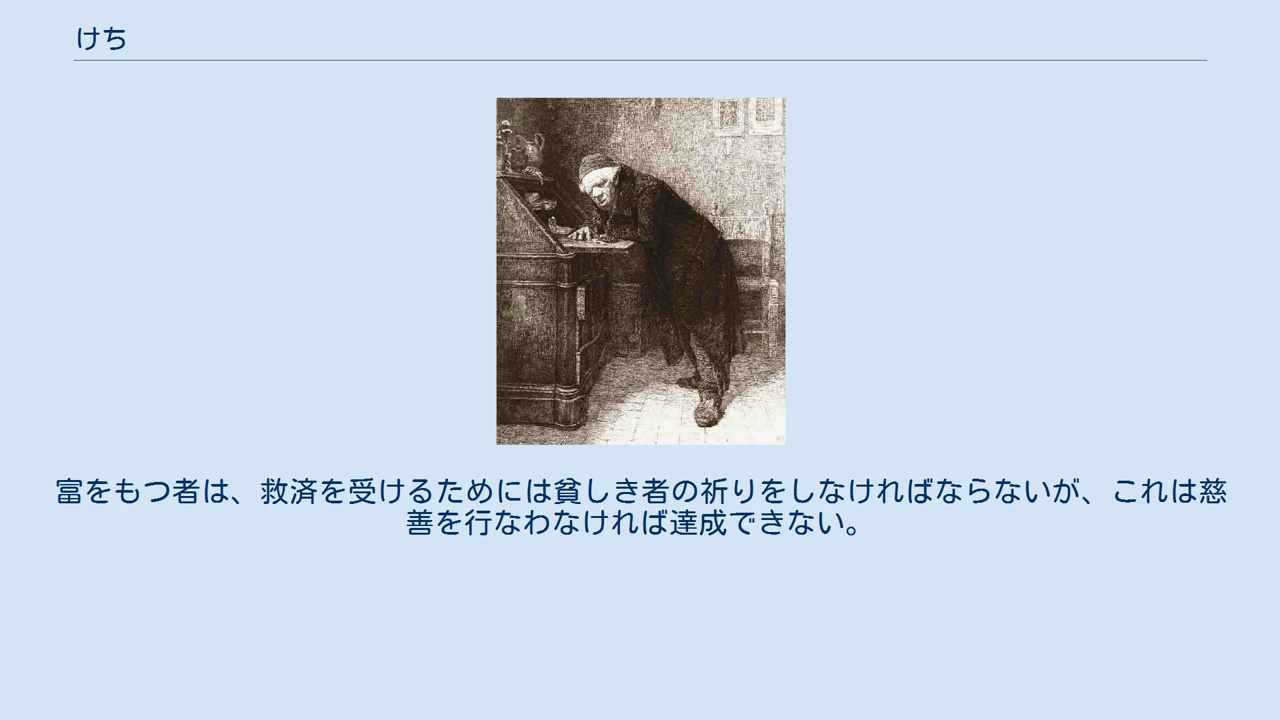 けち
富をもつ者は、救済を受けるためには貧しき者の祈りをしなければならないが、これは慈
善を行なわなければ達成できない。